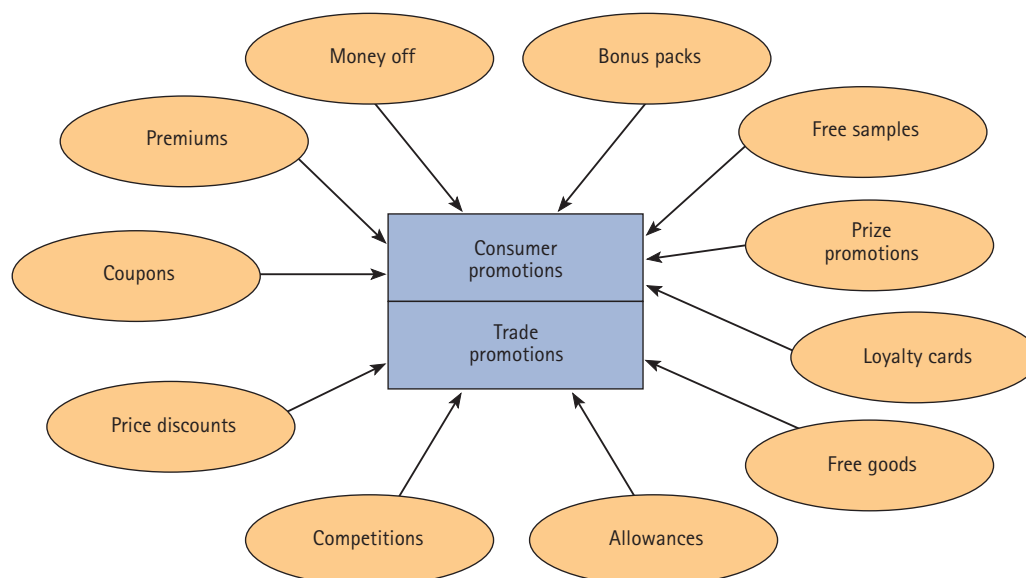 Money off
Bonus packs
Premiums
Free samples
Consumer
promotions
Prize
promotions
Coupons
Trade
promotions
Loyalty cards
Price discounts
Free goods
Competitions
Allowances